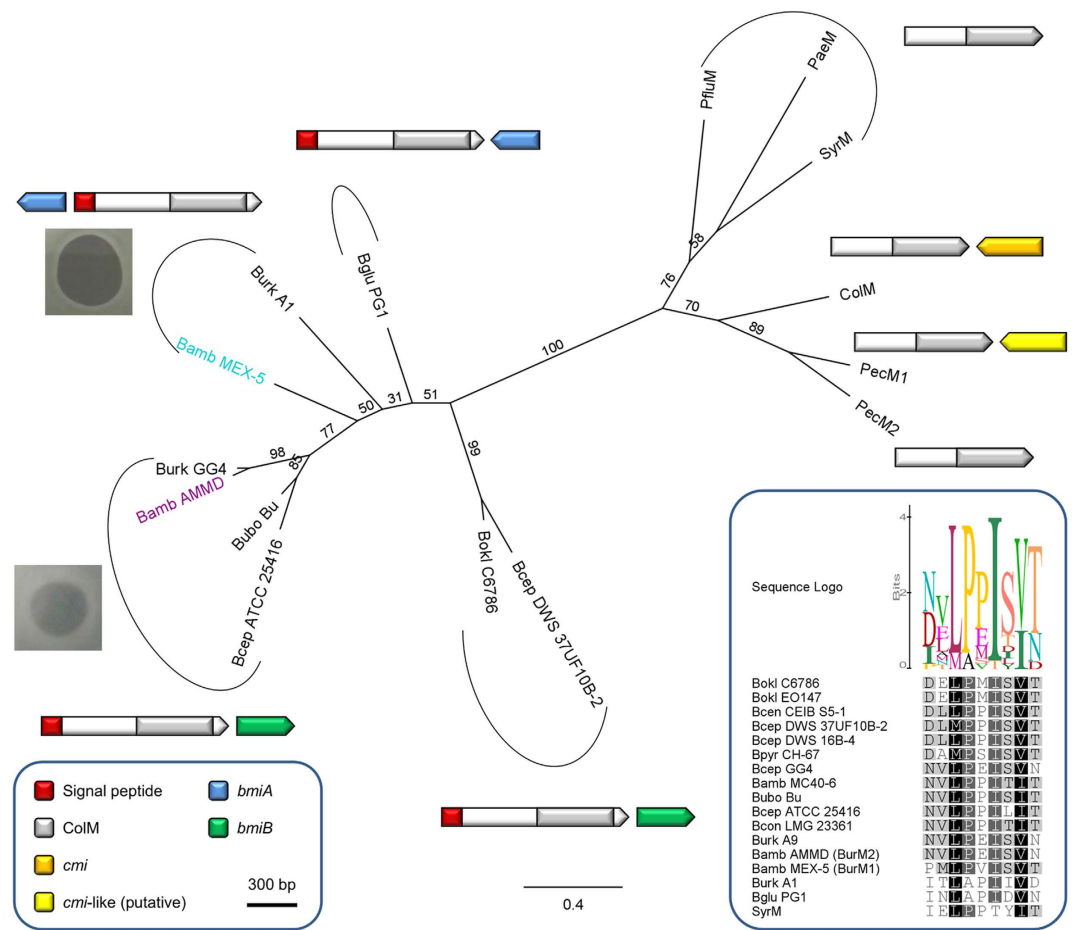 PfluM
PaeM
SyrM
58
76
70
89
ColM
PecM1
PecM2
100
Bglu PG1
Burk A1
Bamb MEX-5
51
31
50
77
98
85
99
Burk GG4
Bamb AMMD
Bubo Bu
Bcep ATCC 25416
Bokl C6786
Bcep DWS 37UF10B-2
Signal peptide
ColM
cmi
cmi-like (putative)
bmiA
bmiB
300 bp
0.4
Sequence Logo
Bits
4
2
0
Bokl C6786 DELPMISVT
Bokl EO147 DELPMISVT
Bcen CEIB S5-1 DLLPPISVT
Bcep DWS 37UF10B-2 DLMPPISVT
Bcep DWS 16B-4 DLLPPISVT
Bpyr CH-67 DAMPSISVT
Bcep GG4 NVLPEISVN
Bamb MC40-6 NVLPPITIT
Bubo Bu NVLPPISIT
Bcep ATCC 25416 NVLPPILIT
Bcon LMG 23361 NVLPPITIT
Burk A9 NVLPEISVN
Bamb AMMD (BurM2) NVLPEISVN
Bamb MEX-5 (BurM1) PMLPVISVT
Burk A1 ITLAPIIVD
Bglu PG1 INLAPIDVN
SyrM IELPPTYIT